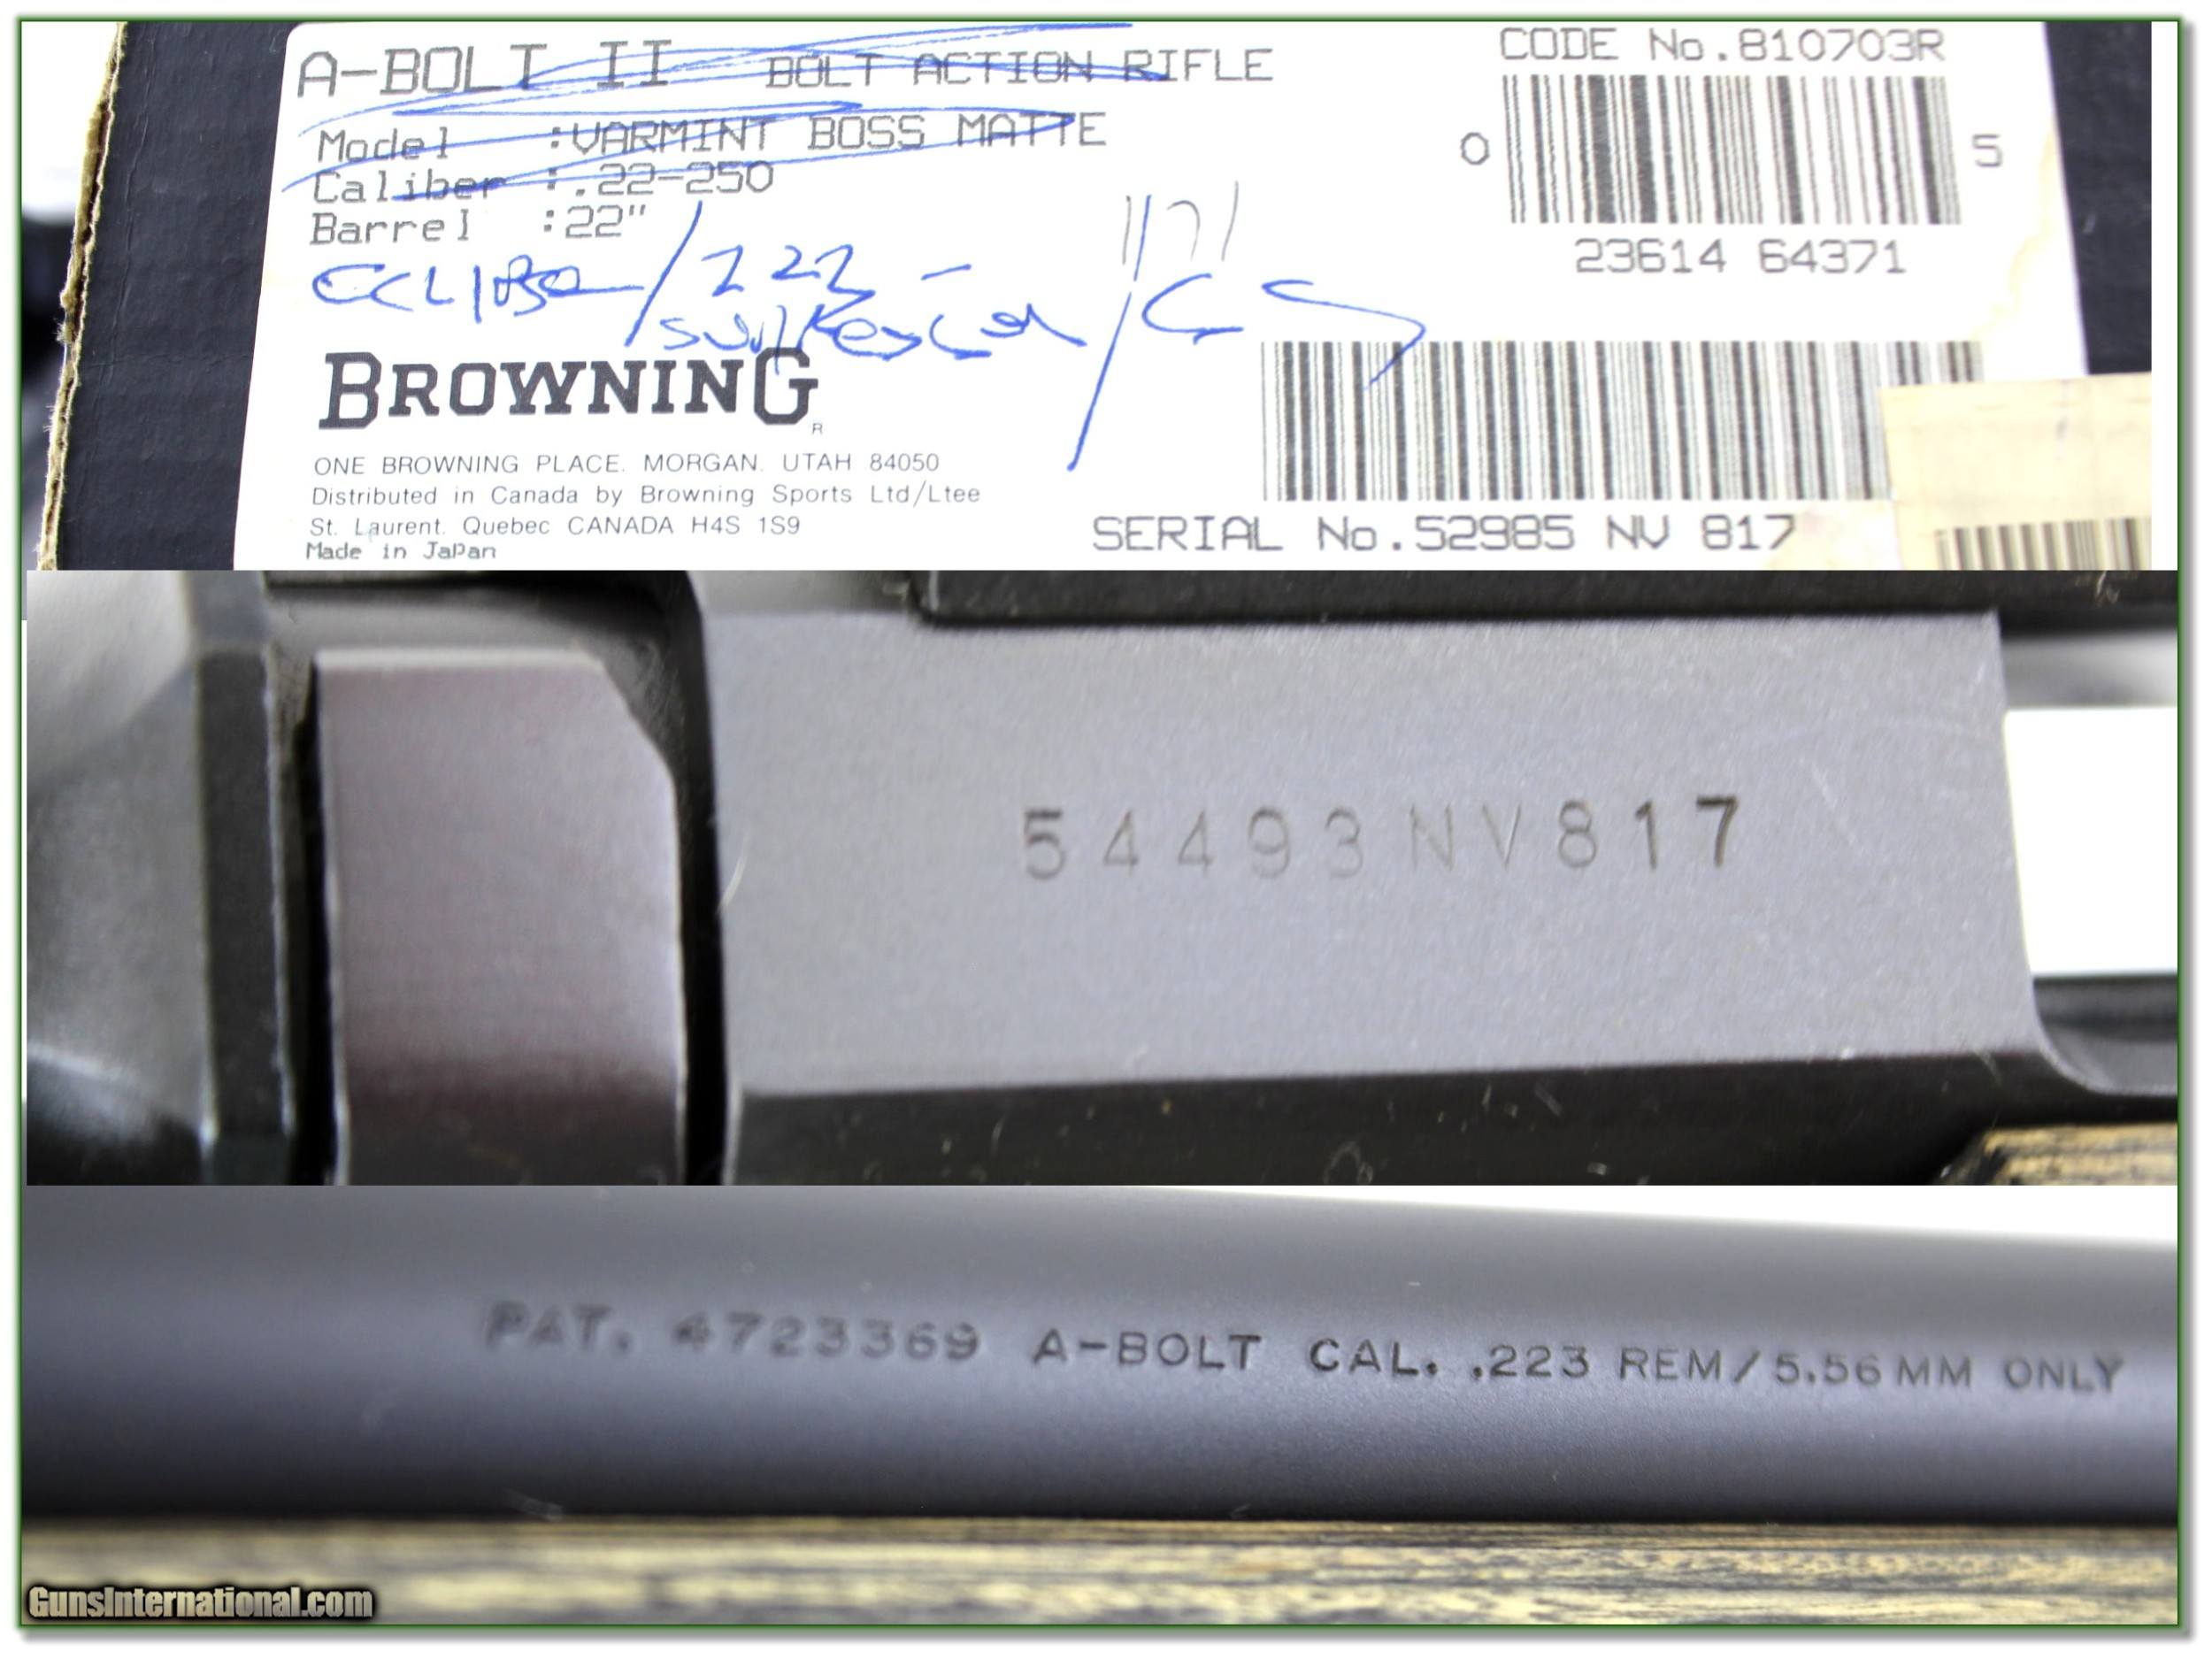 A-BOLT II BOLT ACTION RIFLE
Model :VARMINT BOSS MATTE
Caliber :.22-250
Barrel :22"
CODE No.810703R
0 5
23614 64371
BROWNING
R
ONE BROWNING PLACE. MORGAN. UTAH 84050
Distributed in Canada by Browning Sports Ltd/Ltee
St. Laurent. Quebec CANADA H4S 1S9
Made in Japan
SERIAL No.52985 NV 817
54493NV817
PAT. 4723369 A-BOLT CAL. .223 REM/5.56MM ONLY
GunsInternational.com